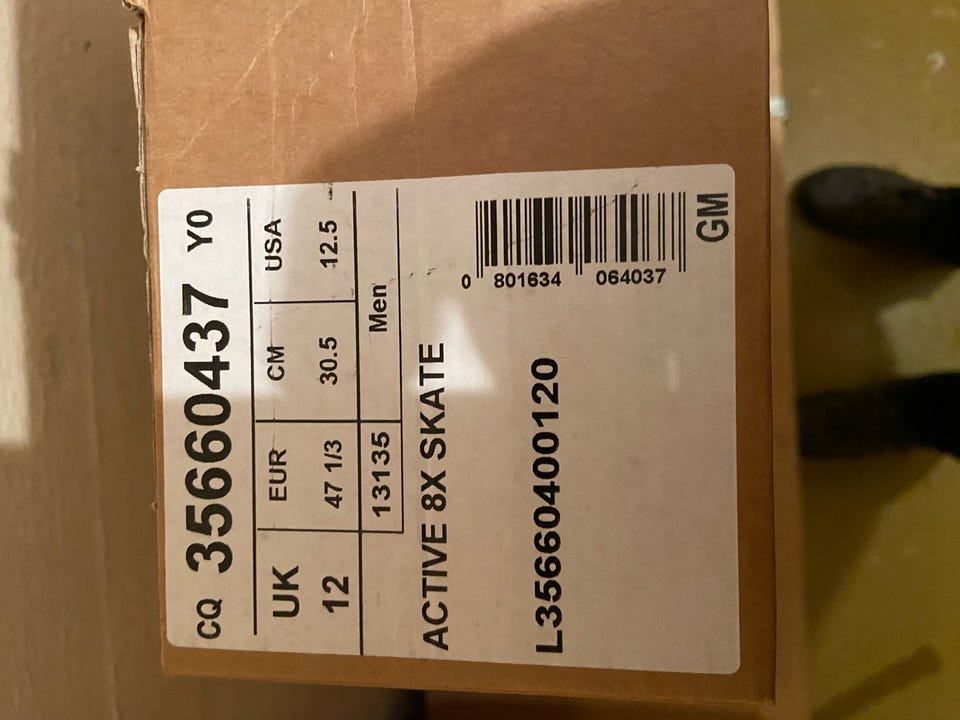 CQ 35660437 Y0
UK EUR CM USA
12 47 1/3 30.5 12.5
13135 Men
ACTIVE 8X SKATE
L35660400120
0 801634 064037
GM